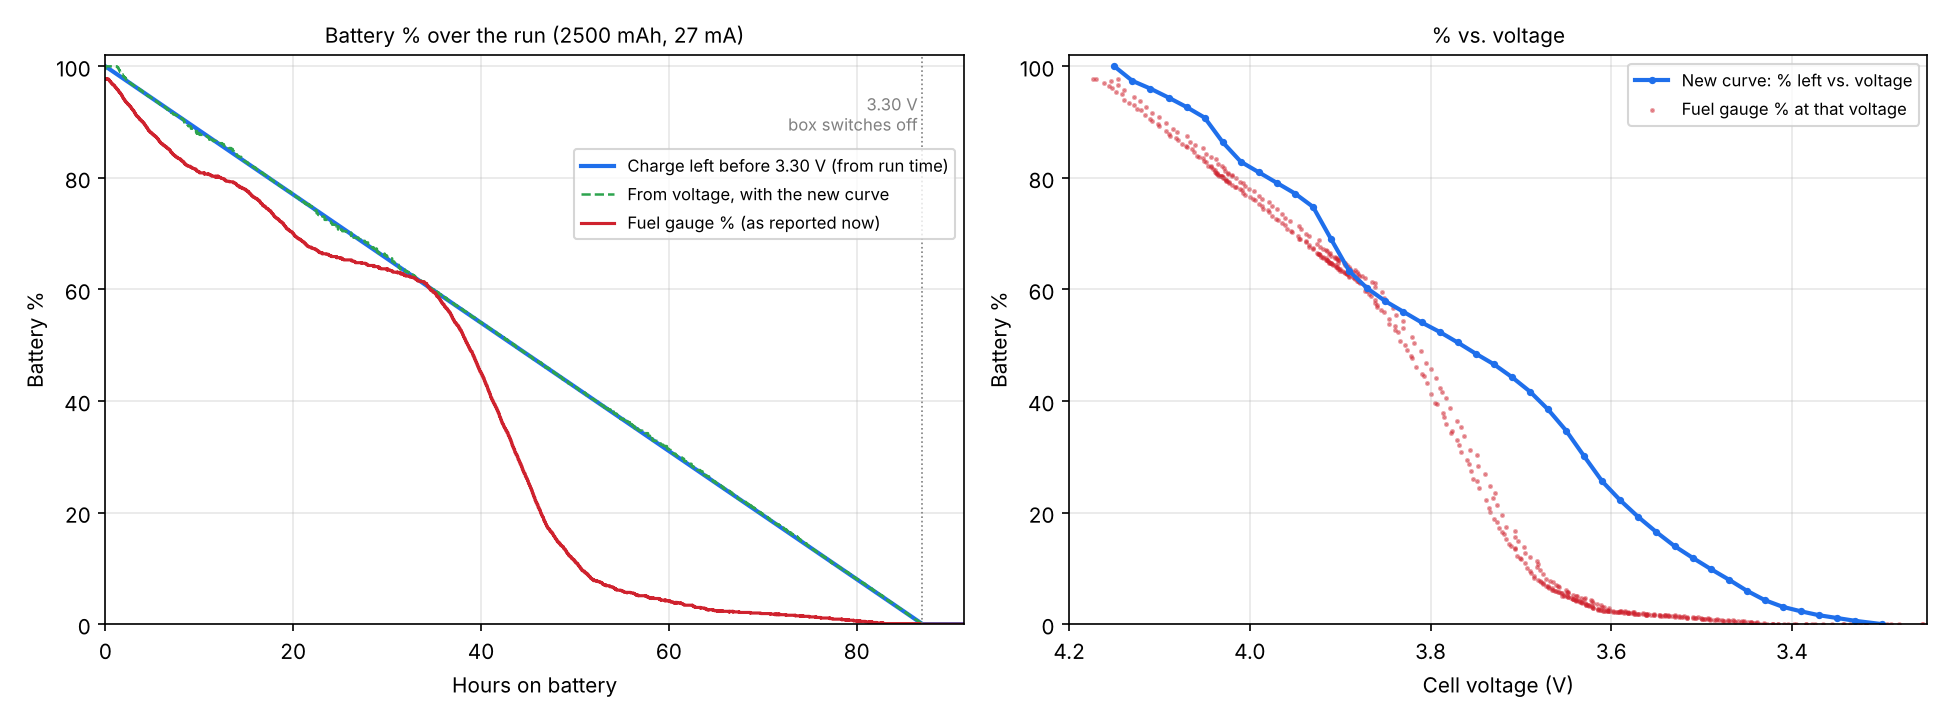 Battery % over the run (2500 mAh, 27 mA)
Battery %
100
80
60
40
20
0
3.30 V
box switches off
Charge left before 3.30 V (from run time)
From voltage, with the new curve
Fuel gauge % (as reported now)
0
20
40
60
80
Hours on battery
% vs. voltage
Battery %
100
80
60
40
20
0
New curve: % left vs. voltage
Fuel gauge % at that voltage
4.2
4.0
3.8
3.6
3.4
Cell voltage (V)